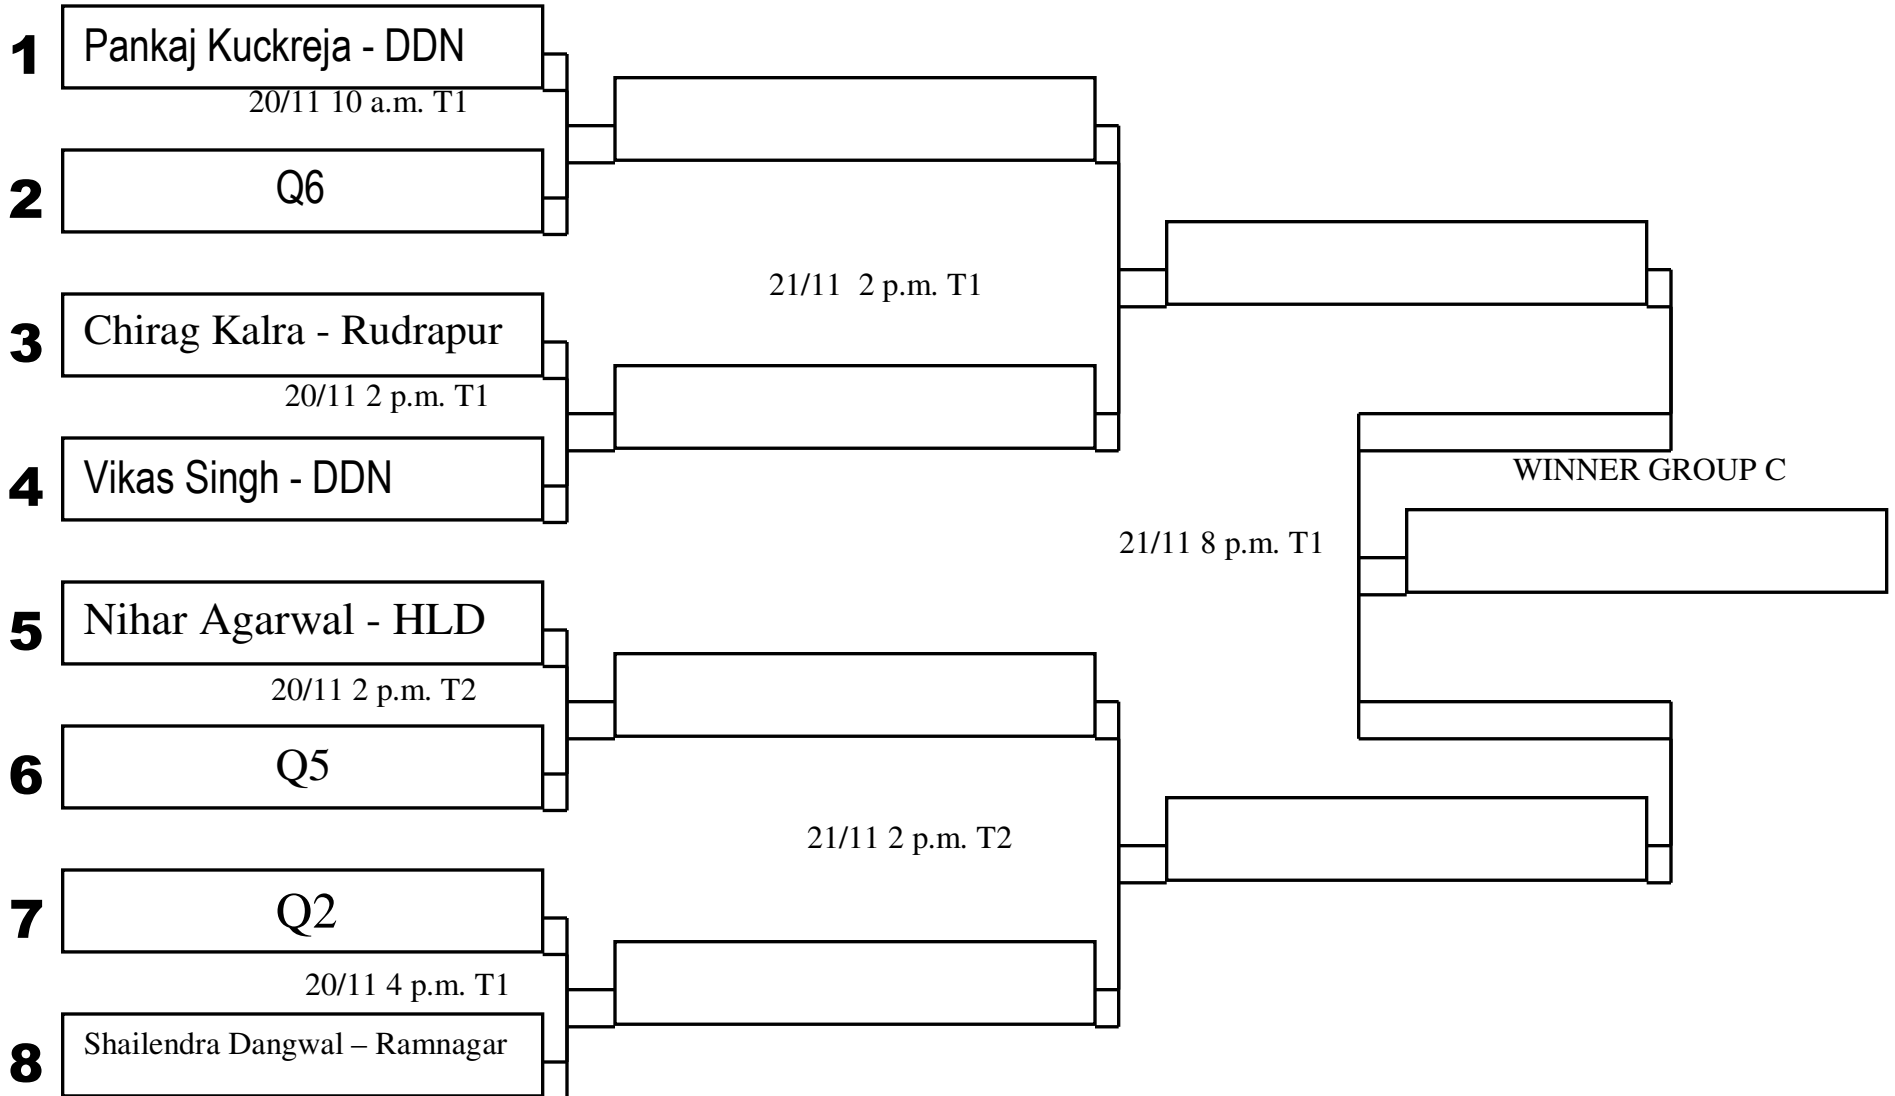 1 Pankaj Kuckreja - DDN
20/11 10 a.m. T1
2 Q6
21/11 2 p.m. T1
3 Chirag Kalra - Rudrapur
20/11 2 p.m. T1
4 Vikas Singh - DDN
WINNER GROUP C
21/11 8 p.m. T1
5 Nihar Agarwal - HLD
20/11 2 p.m. T2
6 Q5
21/11 2 p.m. T2
7 Q2
20/11 4 p.m. T1
8 Shailendra Dangwal – Ramnagar